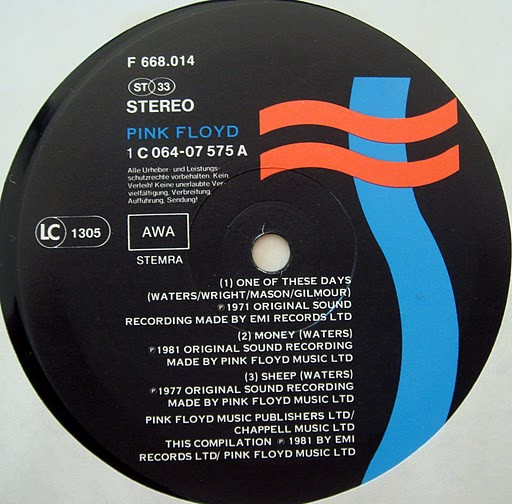 F 668.014
ST 33
STEREO
PINK FLOYD
1 C 064-07 575 A
Alle Urheber- und Leistungs-
schutzrechte vorbehalten. Kein
Verleih! Keine unerlaubte Ver-
vielfältigung, Verbreitung,
Aufführung, Sendung!
LC 1305
AWA
STEMRA
(1) ONE OF THESE DAYS
(WATERS/WRIGHT/MASON/GILMOUR)
℗ 1971 ORIGINAL SOUND
RECORDING MADE BY EMI RECORDS LTD
(2) MONEY (WATERS)
℗ 1981 ORIGINAL SOUND RECORDING
MADE BY PINK FLOYD MUSIC LTD
(3) SHEEP (WATERS)
℗ 1977 ORIGINAL SOUND RECORDING
MADE BY PINK FLOYD MUSIC LTD
PINK FLOYD MUSIC PUBLISHERS LTD/
CHAPPELL MUSIC LTD
THIS COMPILATION ℗ 1981 BY EMI
RECORDS LTD/ PINK FLOYD MUSIC LTD